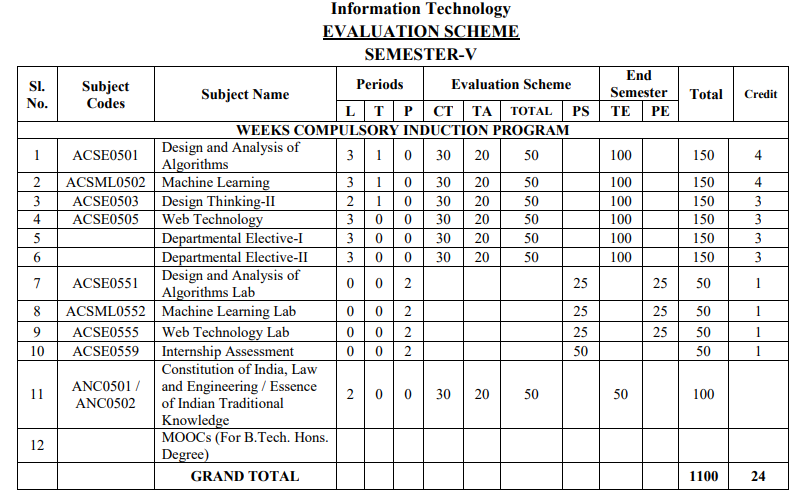 Information Technology
EVALUATION SCHEME
SEMESTER-V
Sl. No. Subject Codes Subject Name Periods Evaluation Scheme End Semester Total Credit
L T P CT TA TOTAL PS TE PE
WEEKS COMPULSORY INDUCTION PROGRAM
1 ACSE0501 Design and Analysis of Algorithms 3 1 0 30 20 50 100 150 4
2 ACSML0502 Machine Learning 3 1 0 30 20 50 100 150 4
3 ACSE0503 Design Thinking-II 2 1 0 30 20 50 100 150 3
4 ACSE0505 Web Technology 3 0 0 30 20 50 100 150 3
5 Departmental Elective-I 3 0 0 30 20 50 100 150 3
6 Departmental Elective-II 3 0 0 30 20 50 100 150 3
7 ACSE0551 Design and Analysis of Algorithms Lab 0 0 2 25 25 50 1
8 ACSML0552 Machine Learning Lab 0 0 2 25 25 50 1
9 ACSE0555 Web Technology Lab 0 0 2 25 25 50 1
10 ACSE0559 Internship Assessment 0 0 2 50 50 1
11 ANC0501 / ANC0502 Constitution of India, Law and Engineering / Essence of Indian Traditional Knowledge 2 0 0 30 20 50 50 100
12 MOOCs (For B.Tech. Hons. Degree)
GRAND TOTAL 1100 24